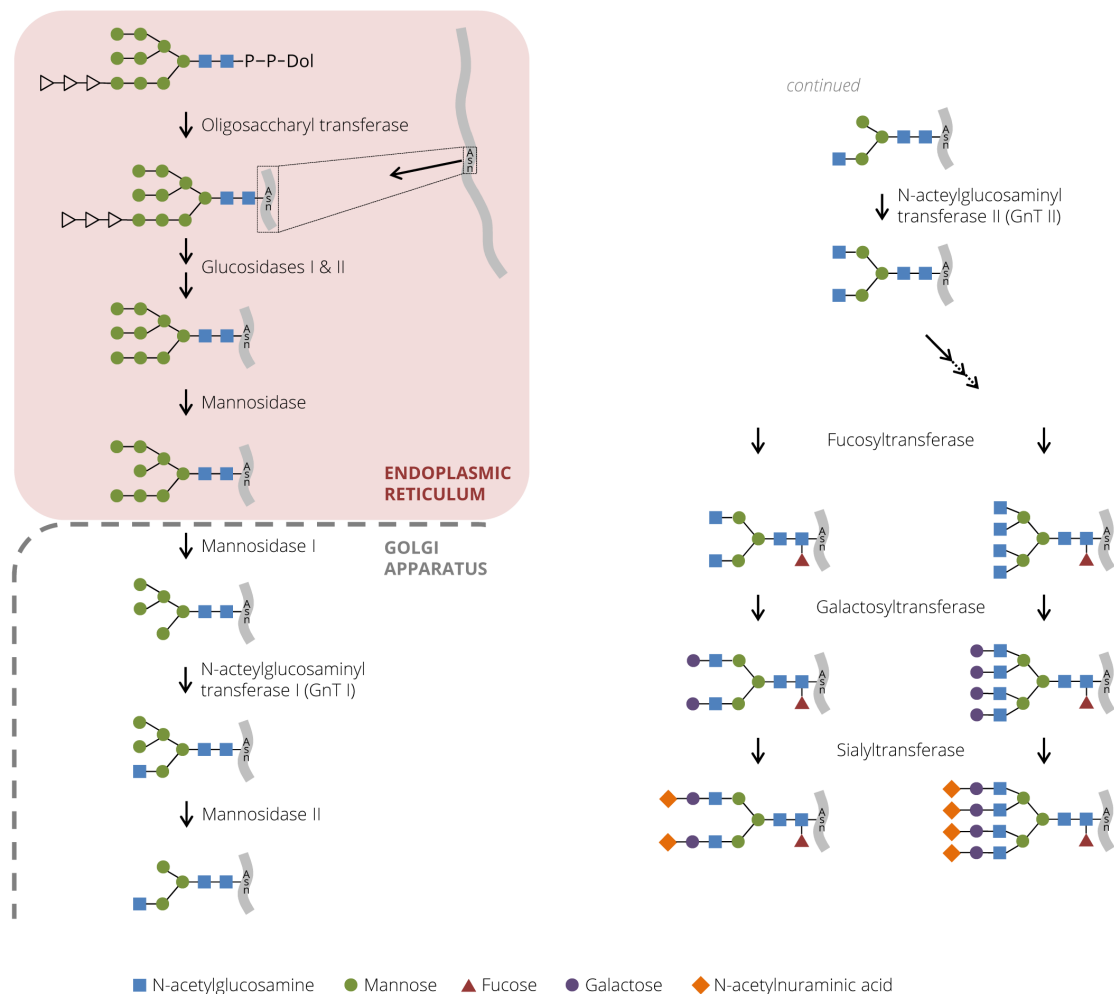 P–P–Dol
Oligosaccharyl transferase
Asn
Asn
Glucosidases I & II
Asn
Mannosidase
Asn
ENDOPLASMIC
RETICULUM
Mannosidase I
GOLGI
APPARATUS
Asn
N-acteylglucosaminyl
transferase I (GnT I)
Asn
Mannosidase II
Asn
continued
Asn
N-acteylglucosaminyl
transferase II (GnT II)
Asn
Fucosyltransferase
Asn
Asn
Galactosyltransferase
Asn
Asn
Sialyltransferase
Asn
Asn
N-acetylglucosamine
Mannose
Fucose
Galactose
N-acetylnuraminic acid